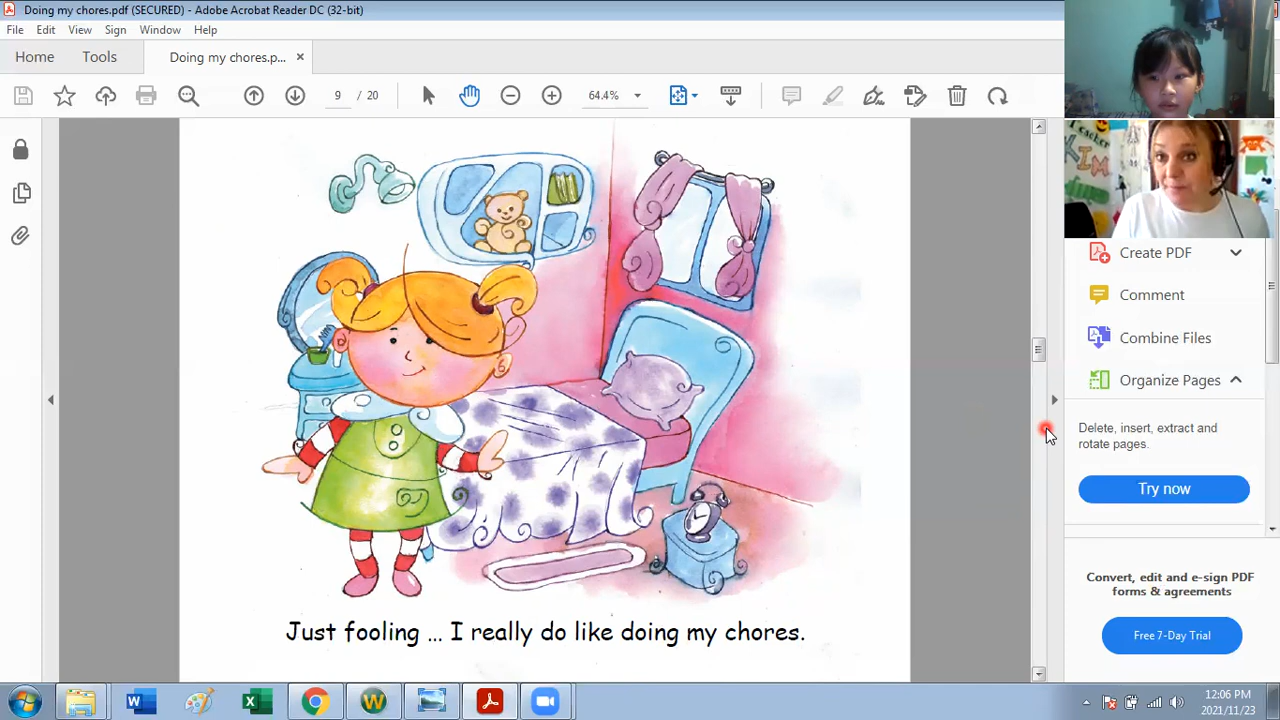 Doing my chores.pdf (SECURED) - Adobe Acrobat Reader DC (32-bit)
File Edit View Sign Window Help
Home Tools Doing my chores.p... ×
9 / 20 64.4%
Teacher
KIM
Create PDF
Comment
Combine Files
Organize Pages
Delete, insert, extract and
rotate pages.
Try now
Convert, edit and e-sign PDF
forms & agreements
Free 7-Day Trial
Just fooling ... I really do like doing my chores.
12:06 PM
2021/11/23